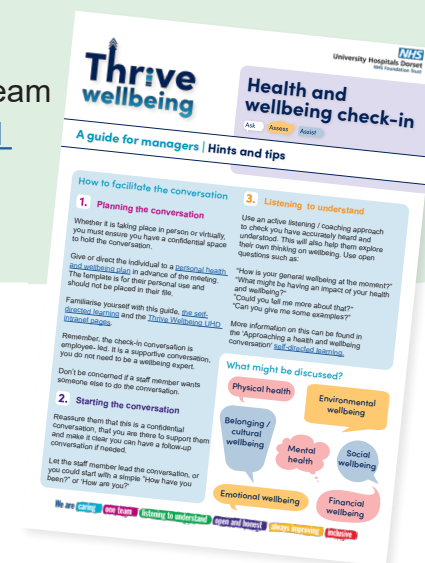 eam
Thrive
wellbeing
NHS
University Hospitals Dorset
NHS Foundation Trust
Health and
wellbeing check-in
Ask Assess Assist
A guide for managers | Hints and tips
How to facilitate the conversation
1. Planning the conversation
Whether it is taking place in person or virtually,
you must ensure you have a confidential space
to hold the conversation.
Give or direct the individual to a personal health
and wellbeing plan in advance of the meeting.
The template is for their personal use and
should not be placed in their file.
Familiarise yourself with this guide, the self-
directed learning and the Thrive Wellbeing UHD
intranet pages.
Remember, the check-in conversation is
employee- led. It is a supportive conversation,
you do not need to be a wellbeing expert.
Don't be concerned if a staff member wants
someone else to do the conversation.
2. Starting the conversation
Reassure them that this is a confidential
conversation, that you are there to support them
and make it clear you can have a follow-up
conversation if needed.
Let the staff member lead the conversation, or
you could start with a simple "How have you
been?" or 'How are you?'
3. Listening to understand
Use an active listening / coaching approach
to check you have accurately heard and
understood. This will also help them explore
their own thinking on wellbeing. Use open
questions such as:
"How is your general wellbeing at the moment?"
"What might be having an impact of your health
and wellbeing?"
"Could you tell me more about that?"
"Can you give me some examples?"
More information on this can be found in
the 'Approaching a health and wellbeing
conversation' self-directed learning.
What might be discussed?
Physical health
Environmental
wellbeing
Belonging /
cultural
wellbeing
Mental
health
Social
wellbeing
Emotional wellbeing
Financial
wellbeing
We are caring one team listening to understand open and honest always improving inclusive